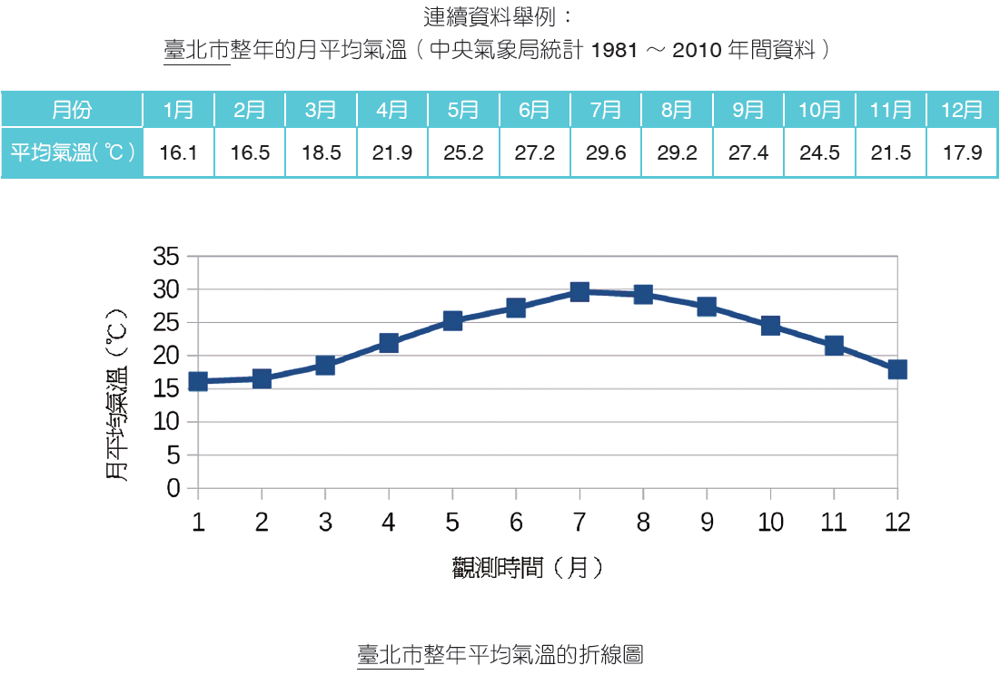 連續資料舉例：
臺北市整年的月平均氣溫（中央氣象局統計 1981 ～ 2010 年間資料）
月份 1月 2月 3月 4月 5月 6月 7月 8月 9月 10月 11月 12月
平均氣溫(℃) 16.1 16.5 18.5 21.9 25.2 27.2 29.6 29.2 27.4 24.5 21.5 17.9
月平均氣溫（℃）
35
30
25
20
15
10
5
0
1 2 3 4 5 6 7 8 9 10 11 12
觀測時間（月）
臺北市整年平均氣溫的折線圖